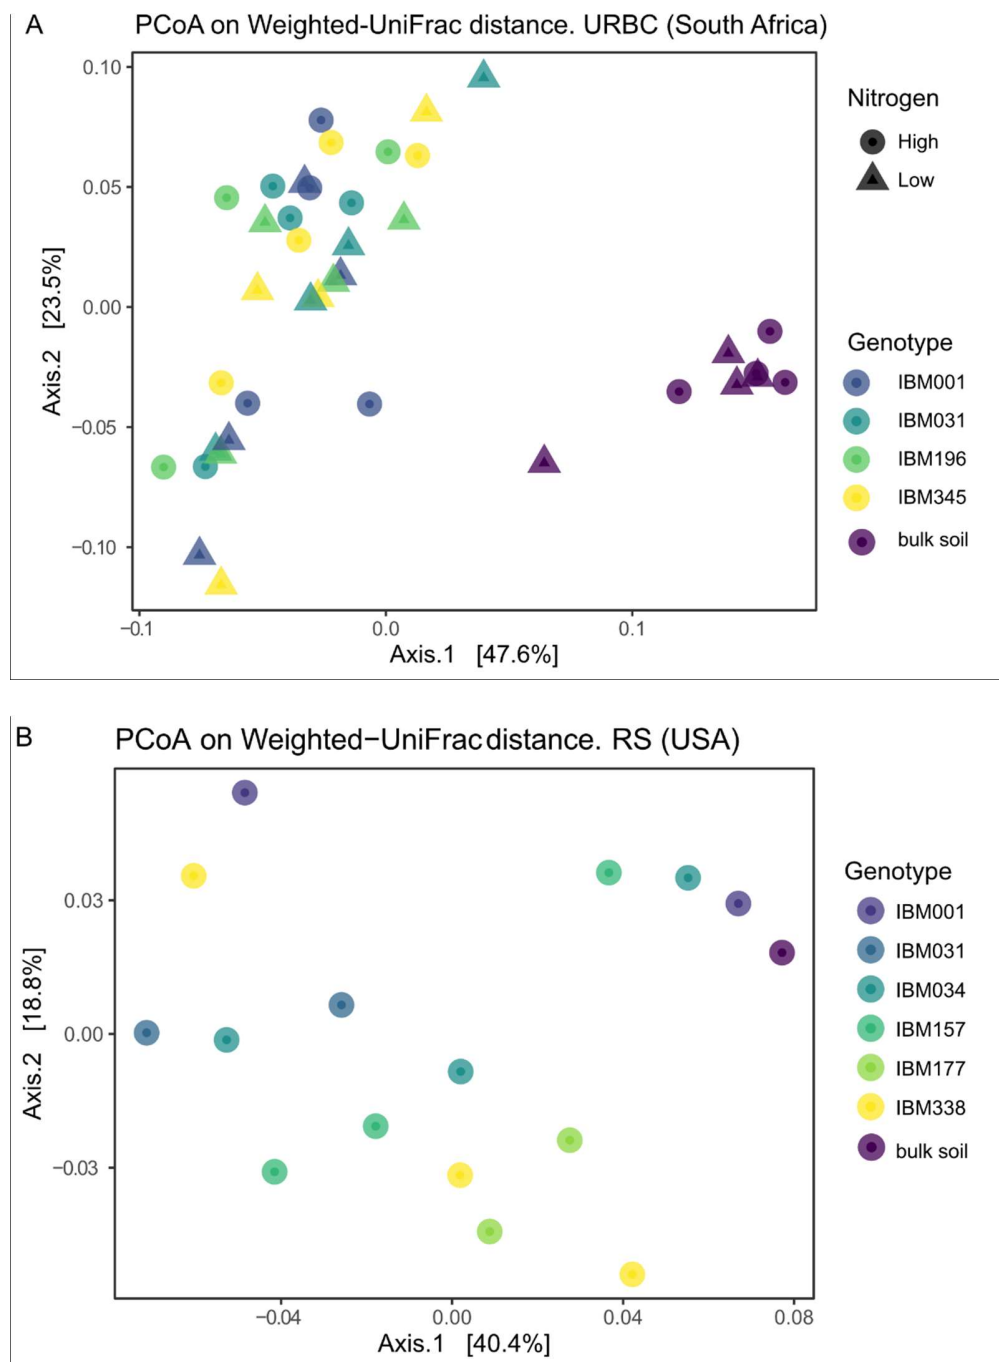 A PCoA on Weighted-UniFrac distance. URBC (South Africa)
0.10
0.05
0.00
−0.05
−0.10
Axis.2 [23.5%]
−0.1 0.0 0.1
Axis.1 [47.6%]
Nitrogen
High
Low
Genotype
IBM001
IBM031
IBM196
IBM345
bulk soil
B PCoA on Weighted−UniFrac distance. RS (USA)
0.03
0.00
−0.03
Axis.2 [18.8%]
−0.04 0.00 0.04 0.08
Axis.1 [40.4%]
Genotype
IBM001
IBM031
IBM034
IBM157
IBM177
IBM338
bulk soil